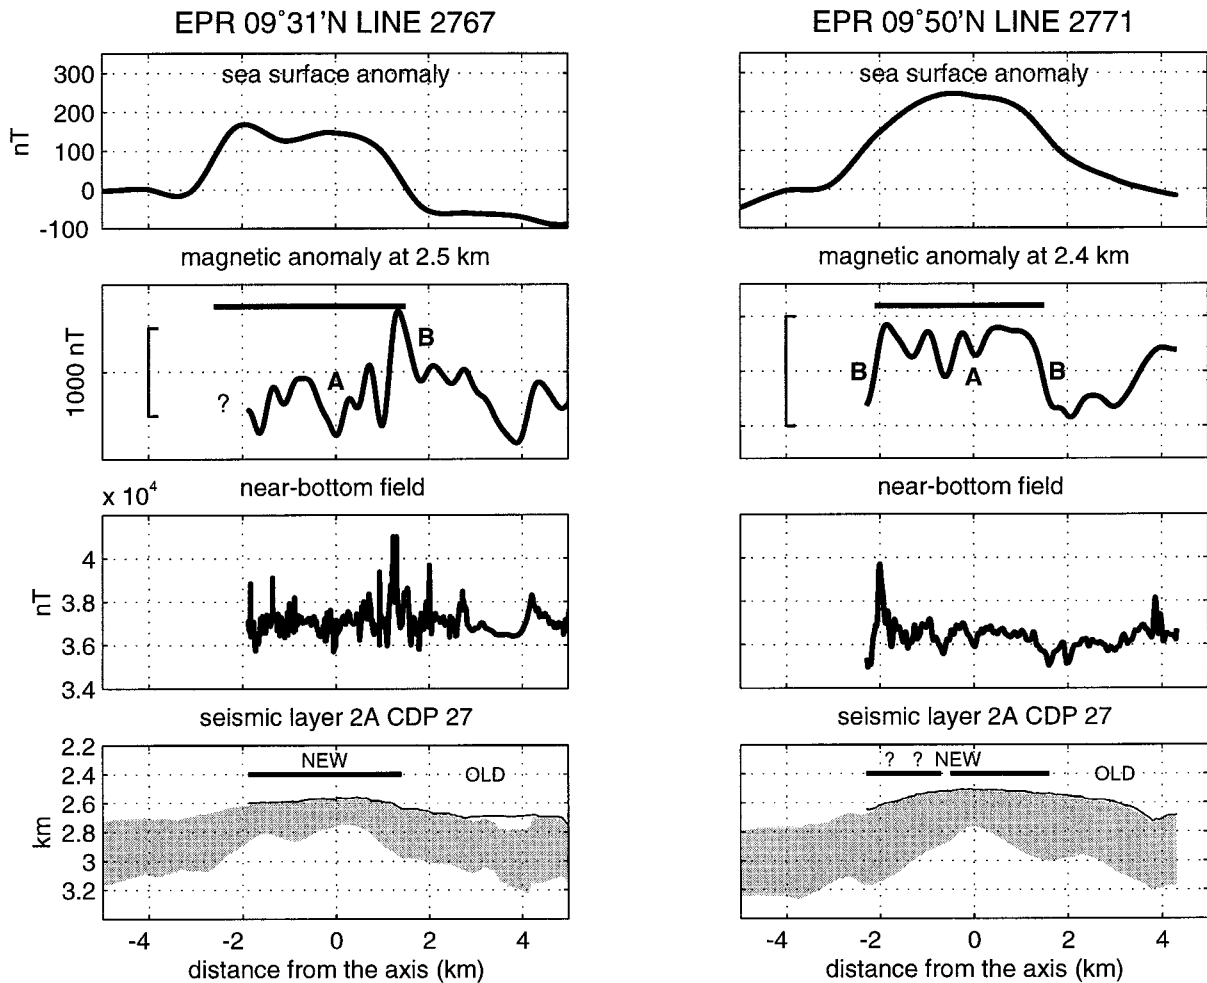 EPR 09°31'N LINE 2767
sea surface anomaly
300
200
100
0
-100
nT
magnetic anomaly at 2.5 km
1000 nT
?
A
B
near-bottom field
x 10⁴
4
3.8
3.6
3.4
nT
seismic layer 2A CDP 27
NEW
OLD
2.2
2.4
2.6
2.8
3
3.2
km
-4 -2 0 2 4
distance from the axis (km)
EPR 09°50'N LINE 2771
sea surface anomaly
magnetic anomaly at 2.4 km
B
A
B
near-bottom field
seismic layer 2A CDP 27
? ? NEW
OLD
-4 -2 0 2 4
distance from the axis (km)